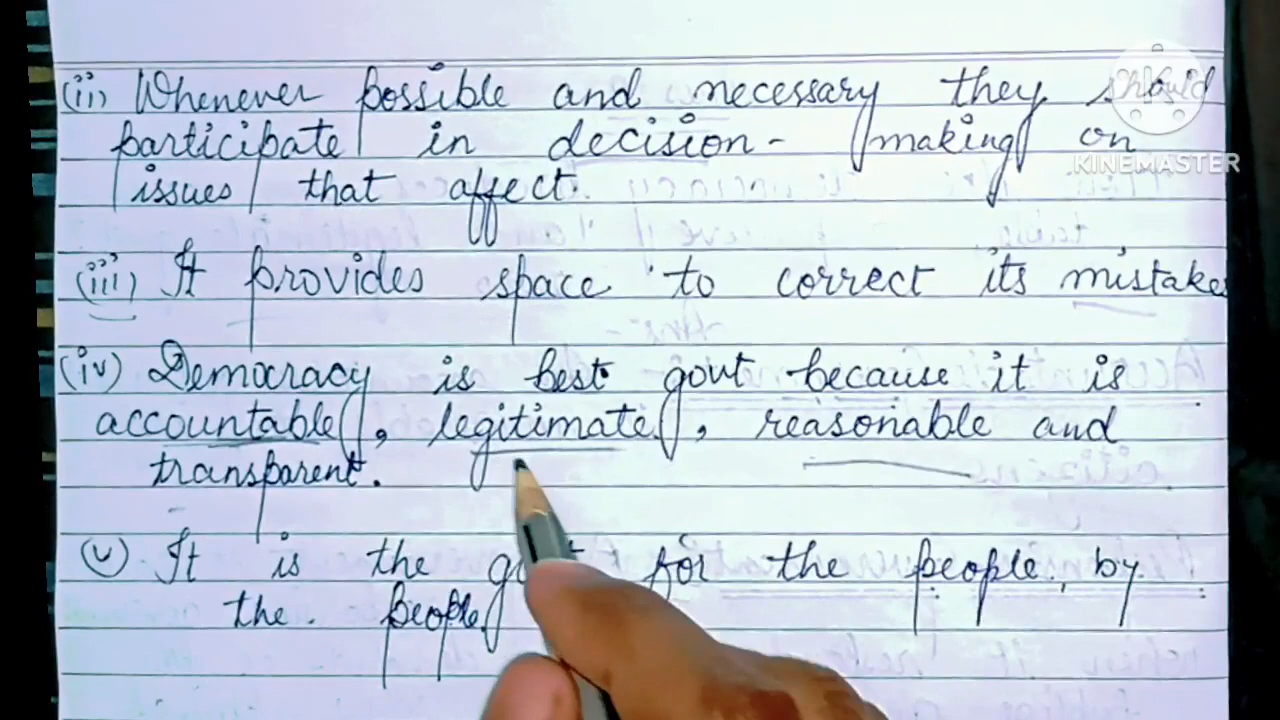 (ii) Whenever possible and necessary they should
participate in decision - making on
issues that affect.
(iii) It provides space to correct its mistakes
(iv) Democracy is best govt because it is
accountable, legitimate, reasonable and
transparent.
(v) It is the for the people, by
the people
KINEMASTER